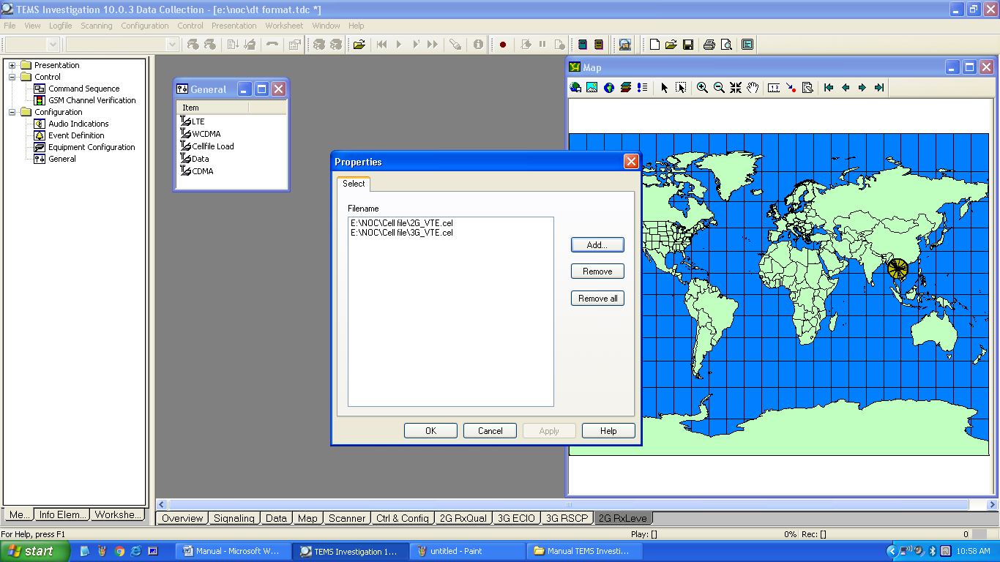 TEMS Investigation 10.0.3 Data Collection - [e:\noc\dt format.tdc *]
File View Logfile Scanning Configuration Control Presentation Worksheet Window Help
Presentation
Control
Command Sequence
GSM Channel Verification
Configuration
Audio Indications
Event Definition
Equipment Configuration
General
General
Item
LTE
WCDMA
Cellfile Load
Data
CDMA
Map
Properties
Select
Filename
E:\NOC\Cell file\2G_VTE.cel
E:\NOC\Cell file\3G_VTE.cel
Add...
Remove
Remove all
OK Cancel Apply Help
Me... Info Elem... Workshe...
Overview Signaling Data Map Scanner Ctrl & Config 2G RxQual 3G ECIO 3G RSCP 2G RxLeve
For Help, press F1 Play: [] 0% Rec: [] 0
start Manual - Microsoft W... TEMS Investigation 1... untitled - Paint Manual TEMS Investi... 10:58 AM